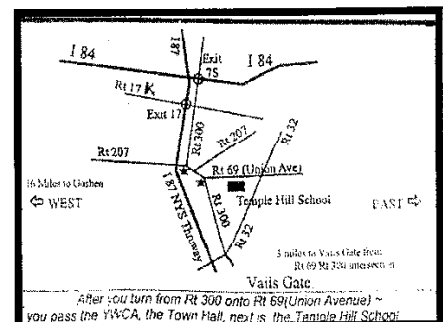 I 87
I 84
Exit
7S
I 84
Rt 17 K
Exit 17
Rt 300
Rt 207
Rt 32
Rt 207
Rt 69 (Union Ave)
16 Miles to Goshen
⇦ WEST
I 87 NYS Thruway
Rt 300
Temple Hill School
EAST ⇨
Rt 32
3 miles to Vails Gate from
Rt 69 Rt 300 intersection
Vails Gate
After you turn from Rt 300 onto Rt 69(Union Avenue) ~
you pass the YWCA, the Town Hall, next is the Temple Hill School